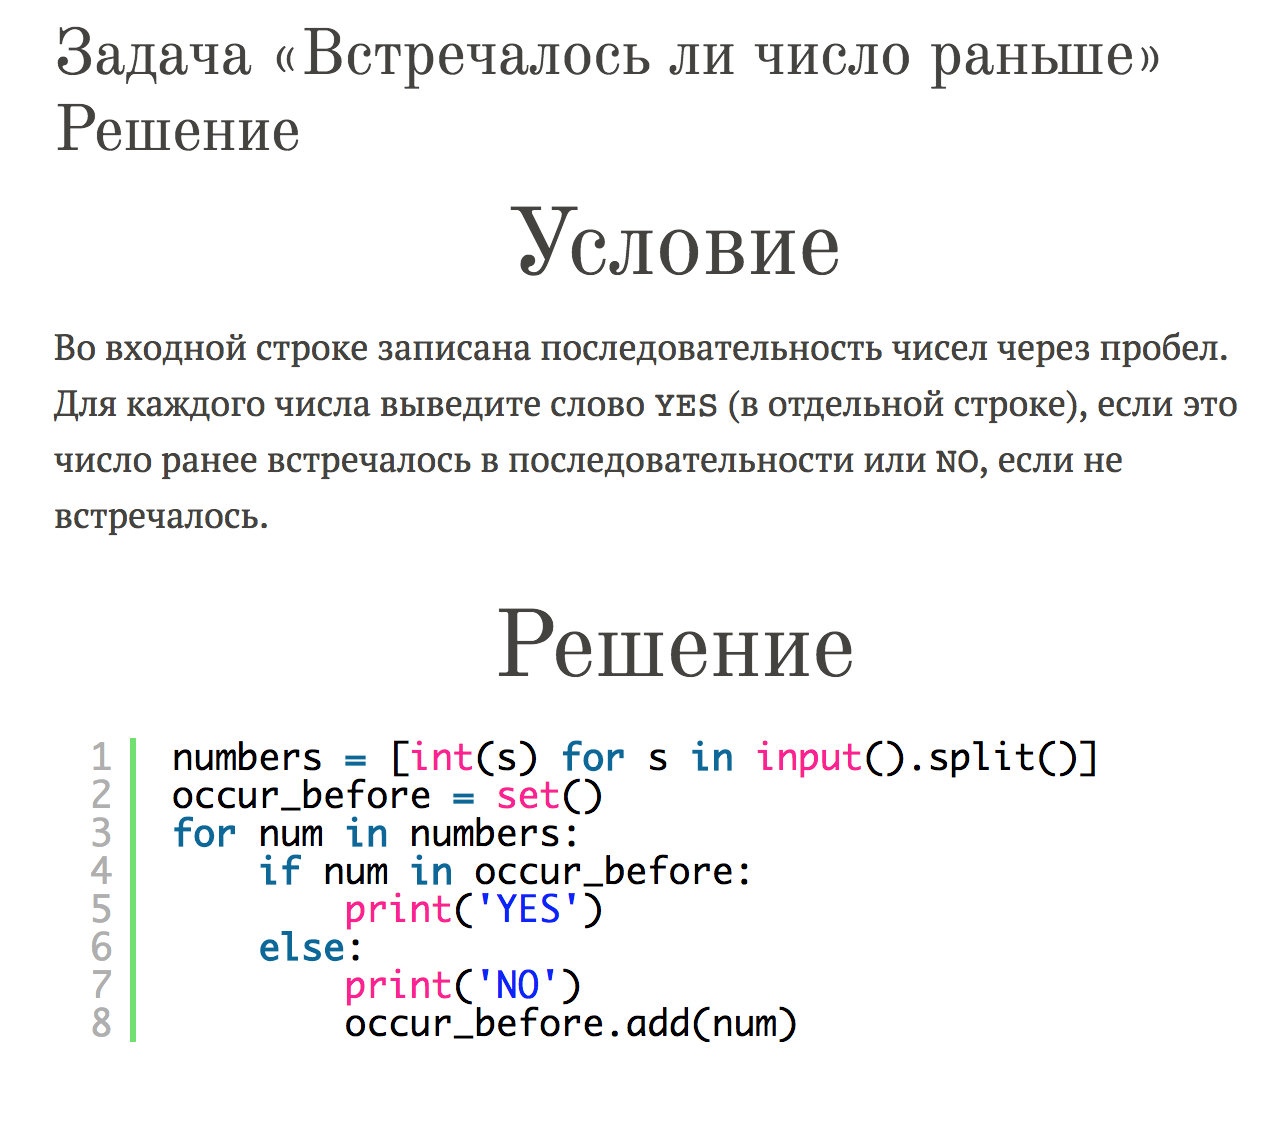 Задача «Встречалось ли число раньше»
Решение
Условие
Во входной строке записана последовательность чисел через пробел.
Для каждого числа выведите слово YES (в отдельной строке), если это
число ранее встречалось в последовательности или NO, если не
встречалось.
Решение
1 numbers = [int(s) for s in input().split()]
2 occur_before = set()
3 for num in numbers:
4     if num in occur_before:
5         print('YES')
6     else:
7         print('NO')
8         occur_before.add(num)